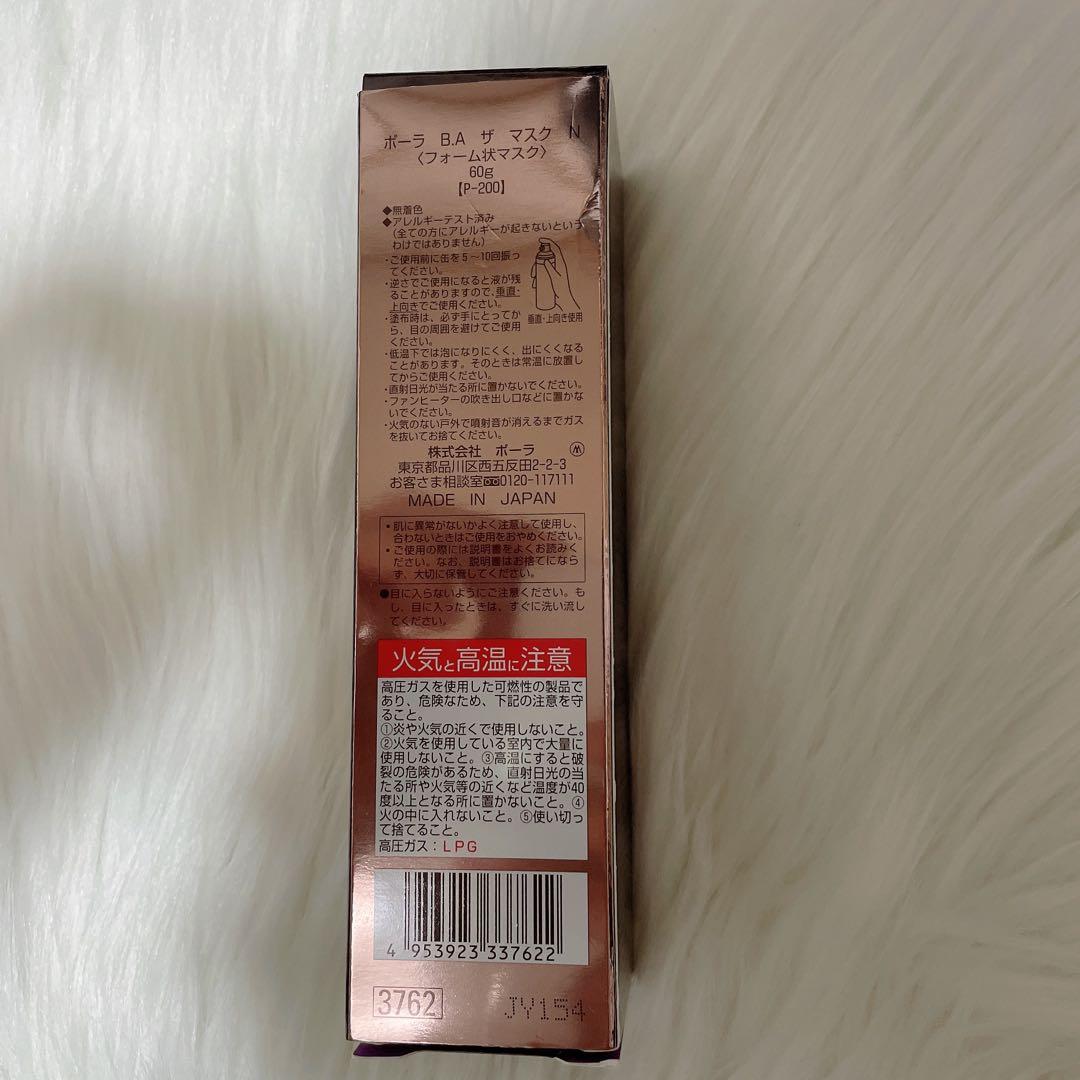 ポーラ B.A ザ マスク N
〈フォーム状マスク〉
60g
【P-200】
◆無着色
◆アレルギーテスト済み
(全ての方にアレルギーが起きないという
わけではありません)
・ご使用前に缶を5〜10回振っ
てください。
・逆さでご使用になると液が残
ることがありますので、垂直・
上向きでご使用ください。
・塗布時は、必ず手にとってか
ら、目の周囲を避けてご使用
ください。
垂直・上向き使用
・低温下では泡になりにくく、出にくくなる
ことがあります。そのときは常温に放置し
てからご使用ください。
・直射日光が当たる所に置かないでください。
・ファンヒーターの吹き出し口などに置かな
いでください。
・火気のない戸外で噴射音が消えるまでガス
を抜いてお捨てください。
株式会社 ポーラ
東京都品川区西五反田2-2-3
お客さま相談室0120-117111
MADE IN JAPAN
・肌に異常がないかよく注意して使用し、
合わないときはご使用をおやめください。
・ご使用の際には説明書をよくお読みく
ださい。なお、説明書はお捨てになら
ず、大切に保管してください。
●目に入らないようにご注意ください。も
し、目に入ったときは、すぐに洗い流し
てください。
火気と高温に注意
高圧ガスを使用した可燃性の製品で
あり、危険なため、下記の注意を守
ること。
①炎や火気の近くで使用しないこと。
②火気を使用している室内で大量に
使用しないこと。③高温にすると破
裂の危険があるため、直射日光の当
たる所や火気等の近くなど温度が40
度以上となる所に置かないこと。④
火の中に入れないこと。⑤使い切っ
て捨てること。
高圧ガス：LPG
4 953923 337622
3762
JY154